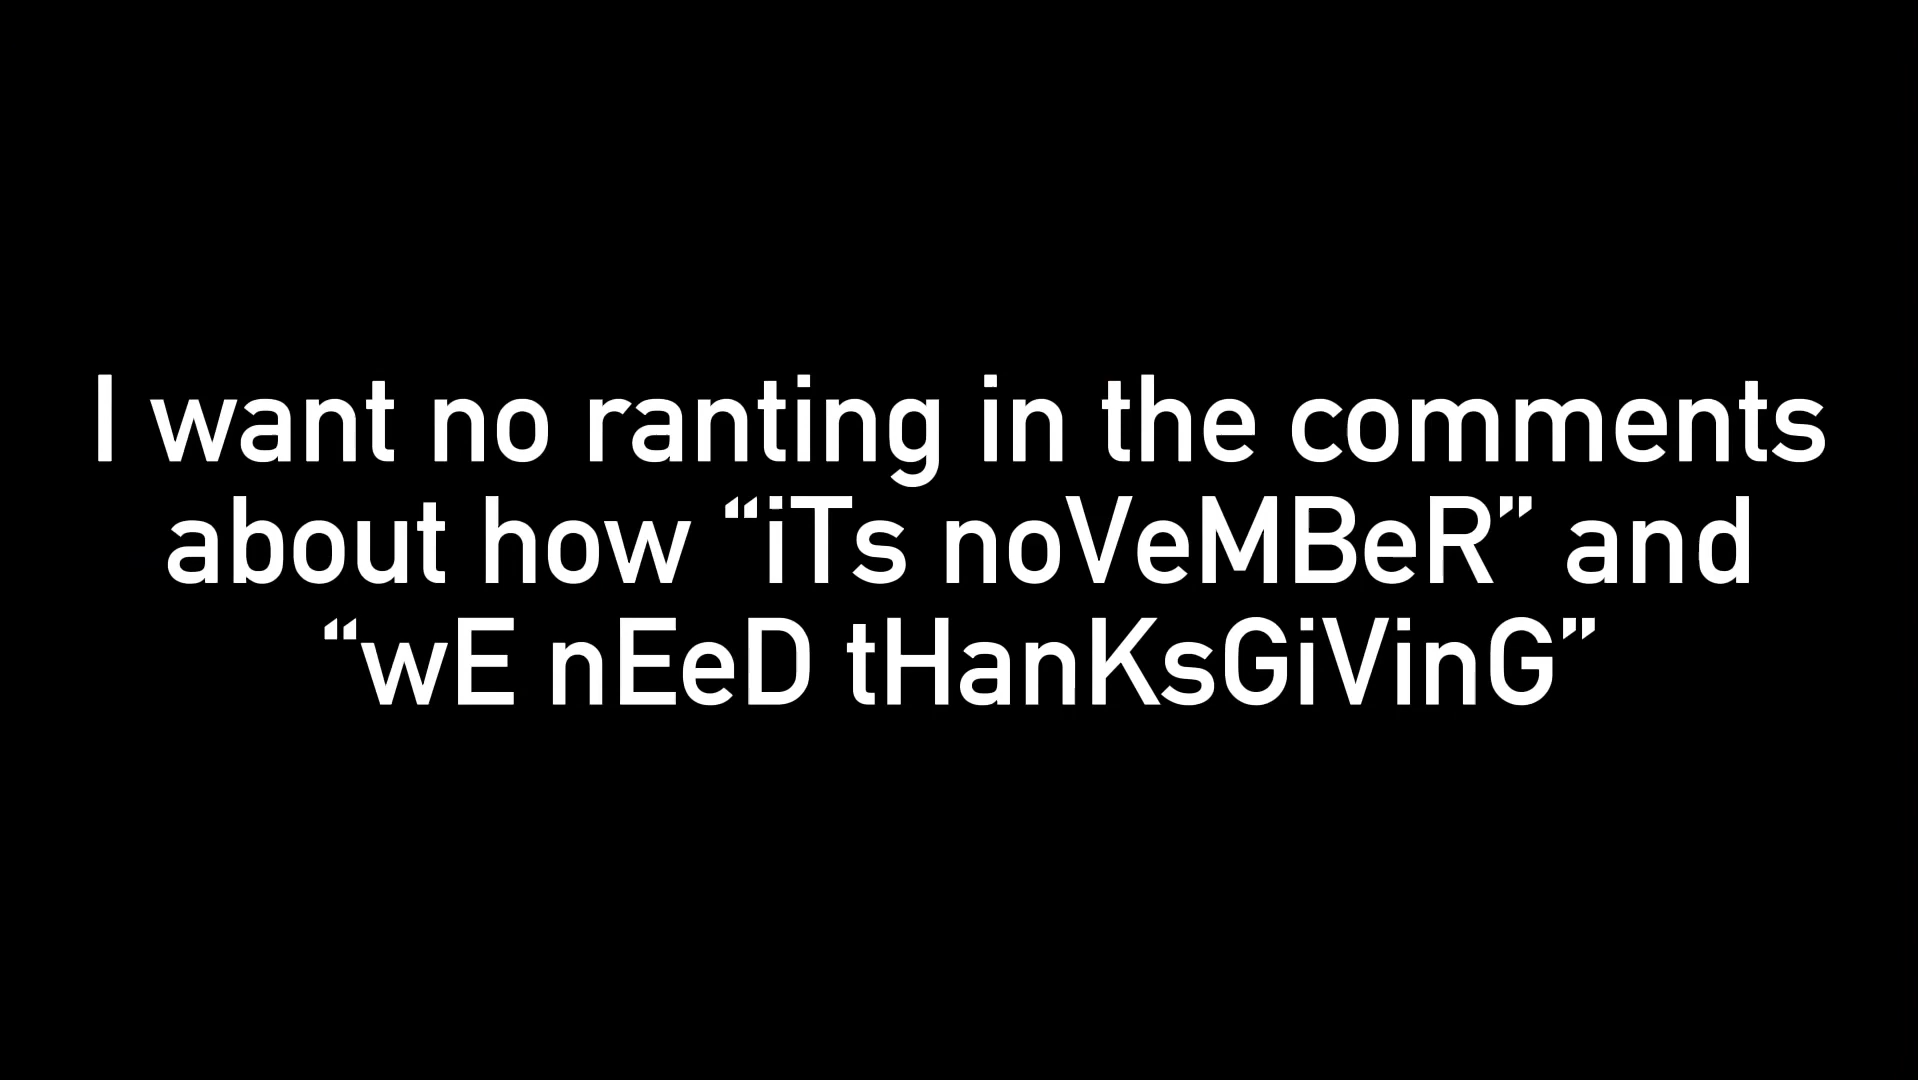 I want no ranting in the comments
about how “iTs noVeMBeR” and
“wE nEeD tHanKsGiVinG”